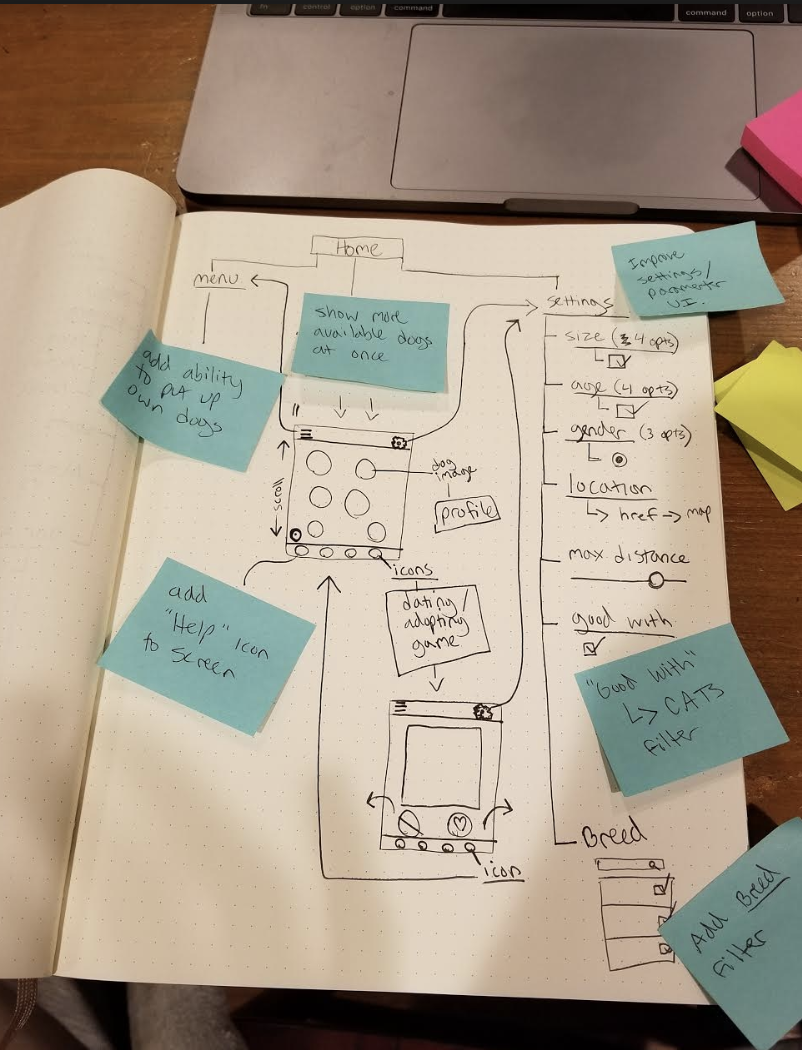 control
option
command
command
option
Home
menu
settings
Improve
settings/
parameter
UI.
show more
available dogs
at once
add ability
to put up
own dogs
size (4 opts)
age (4 opts)
gender (3 opts)
location
href → map
max. distance
good with
scroll
dog
image
profile
icons
dating/
adopting
game
add
"Help" icon
to screen
"Good with"
↳ CATS
filter
icon
Breed
Add Breed
filter